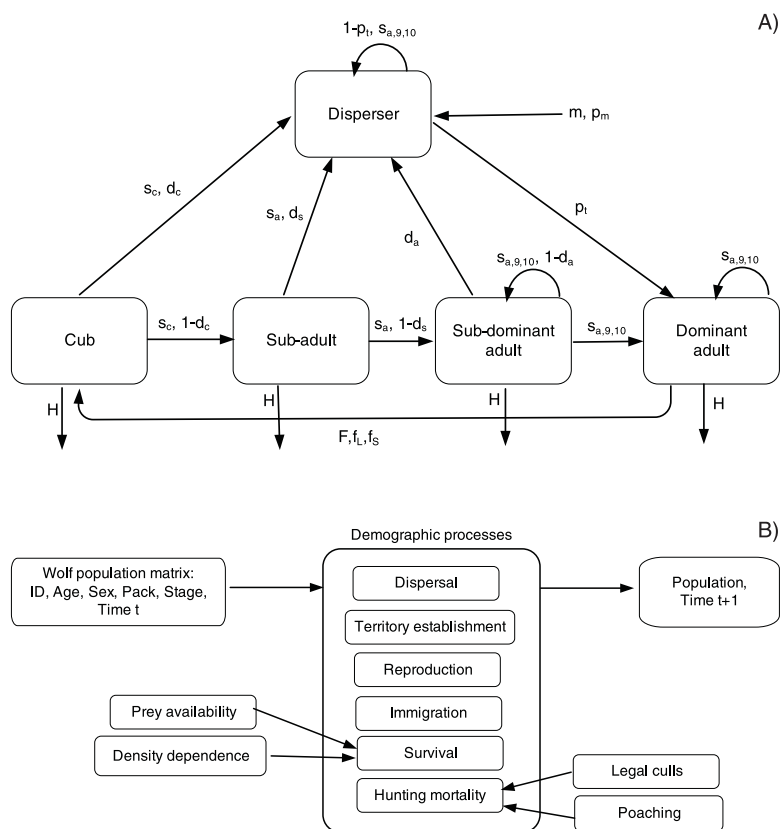 A)
1-pt, sa,9,10
Disperser
m, pm
sc, dc
sa, ds
da
pt
sa,9,10, 1-da
sa,9,10
Cub
sc, 1-dc
Sub-adult
sa, 1-ds
Sub-dominant
adult
sa,9,10
Dominant
adult
H
H
H
H
F,fL,fS
B)
Demographic processes
Wolf population matrix:
ID, Age, Sex, Pack, Stage,
Time t
Dispersal
Population,
Time t+1
Territory establishment
Reproduction
Prey availability
Immigration
Density dependence
Survival
Legal culls
Hunting mortality
Poaching